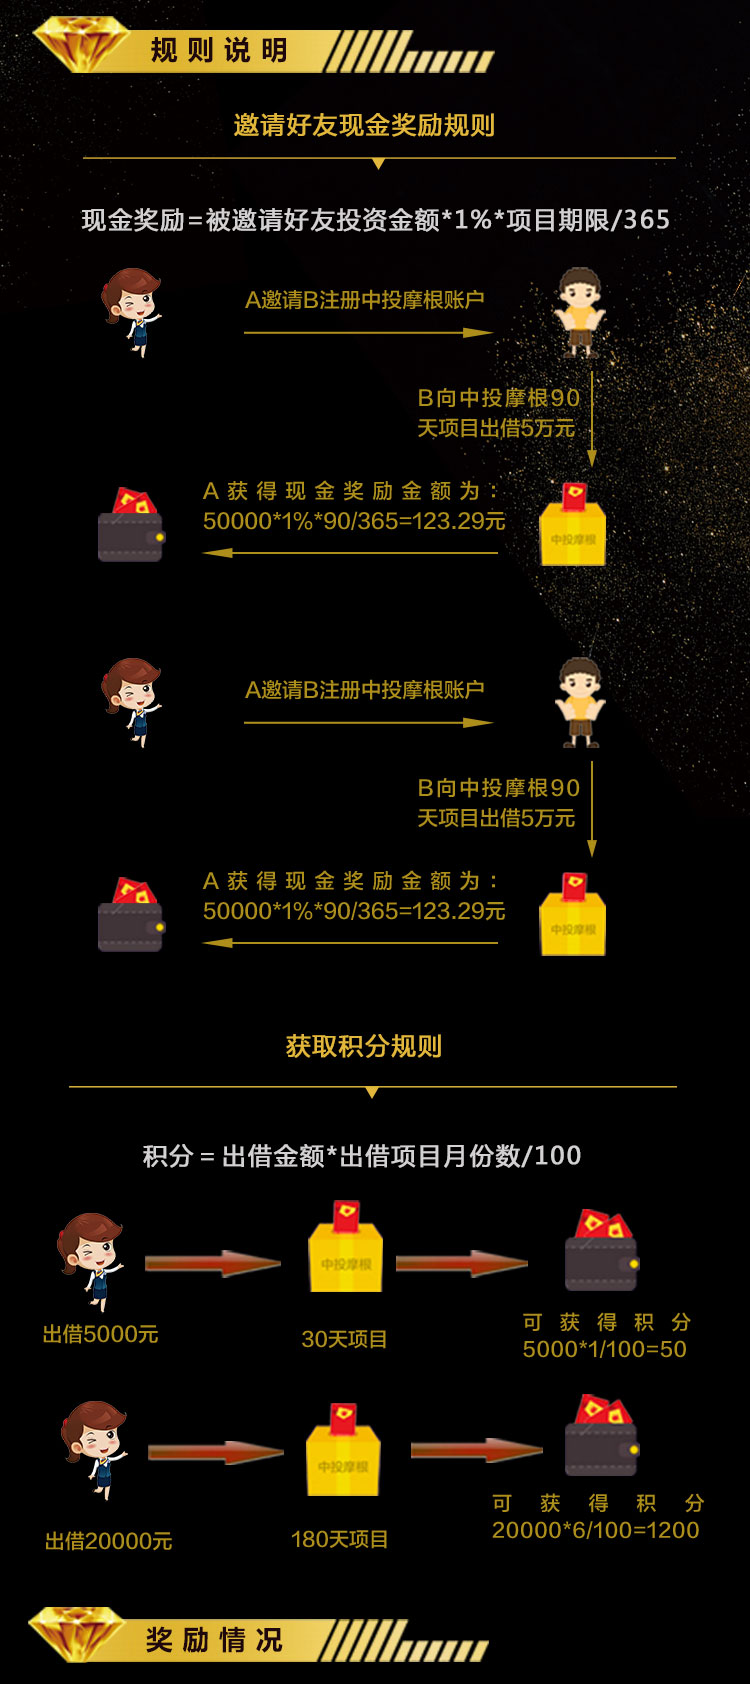 规则说明
邀请好友现金奖励规则
现金奖励=被邀请好友投资金额*1%*项目期限/365
A邀请B注册中投摩根账户
B向中投摩根90
天项目出借5万元
A获得现金奖励金额为：
50000*1%*90/365=123.29元
中投摩根
A邀请B注册中投摩根账户
B向中投摩根90
天项目出借5万元
A获得现金奖励金额为：
50000*1%*90/365=123.29元
中投摩根
获取积分规则
积分=出借金额*出借项目月份数/100
中投摩根
出借5000元
30天项目
可获得积分
5000*1/100=50
中投摩根
出借20000元
180天项目
可获得积分
20000*6/100=1200
奖励情况